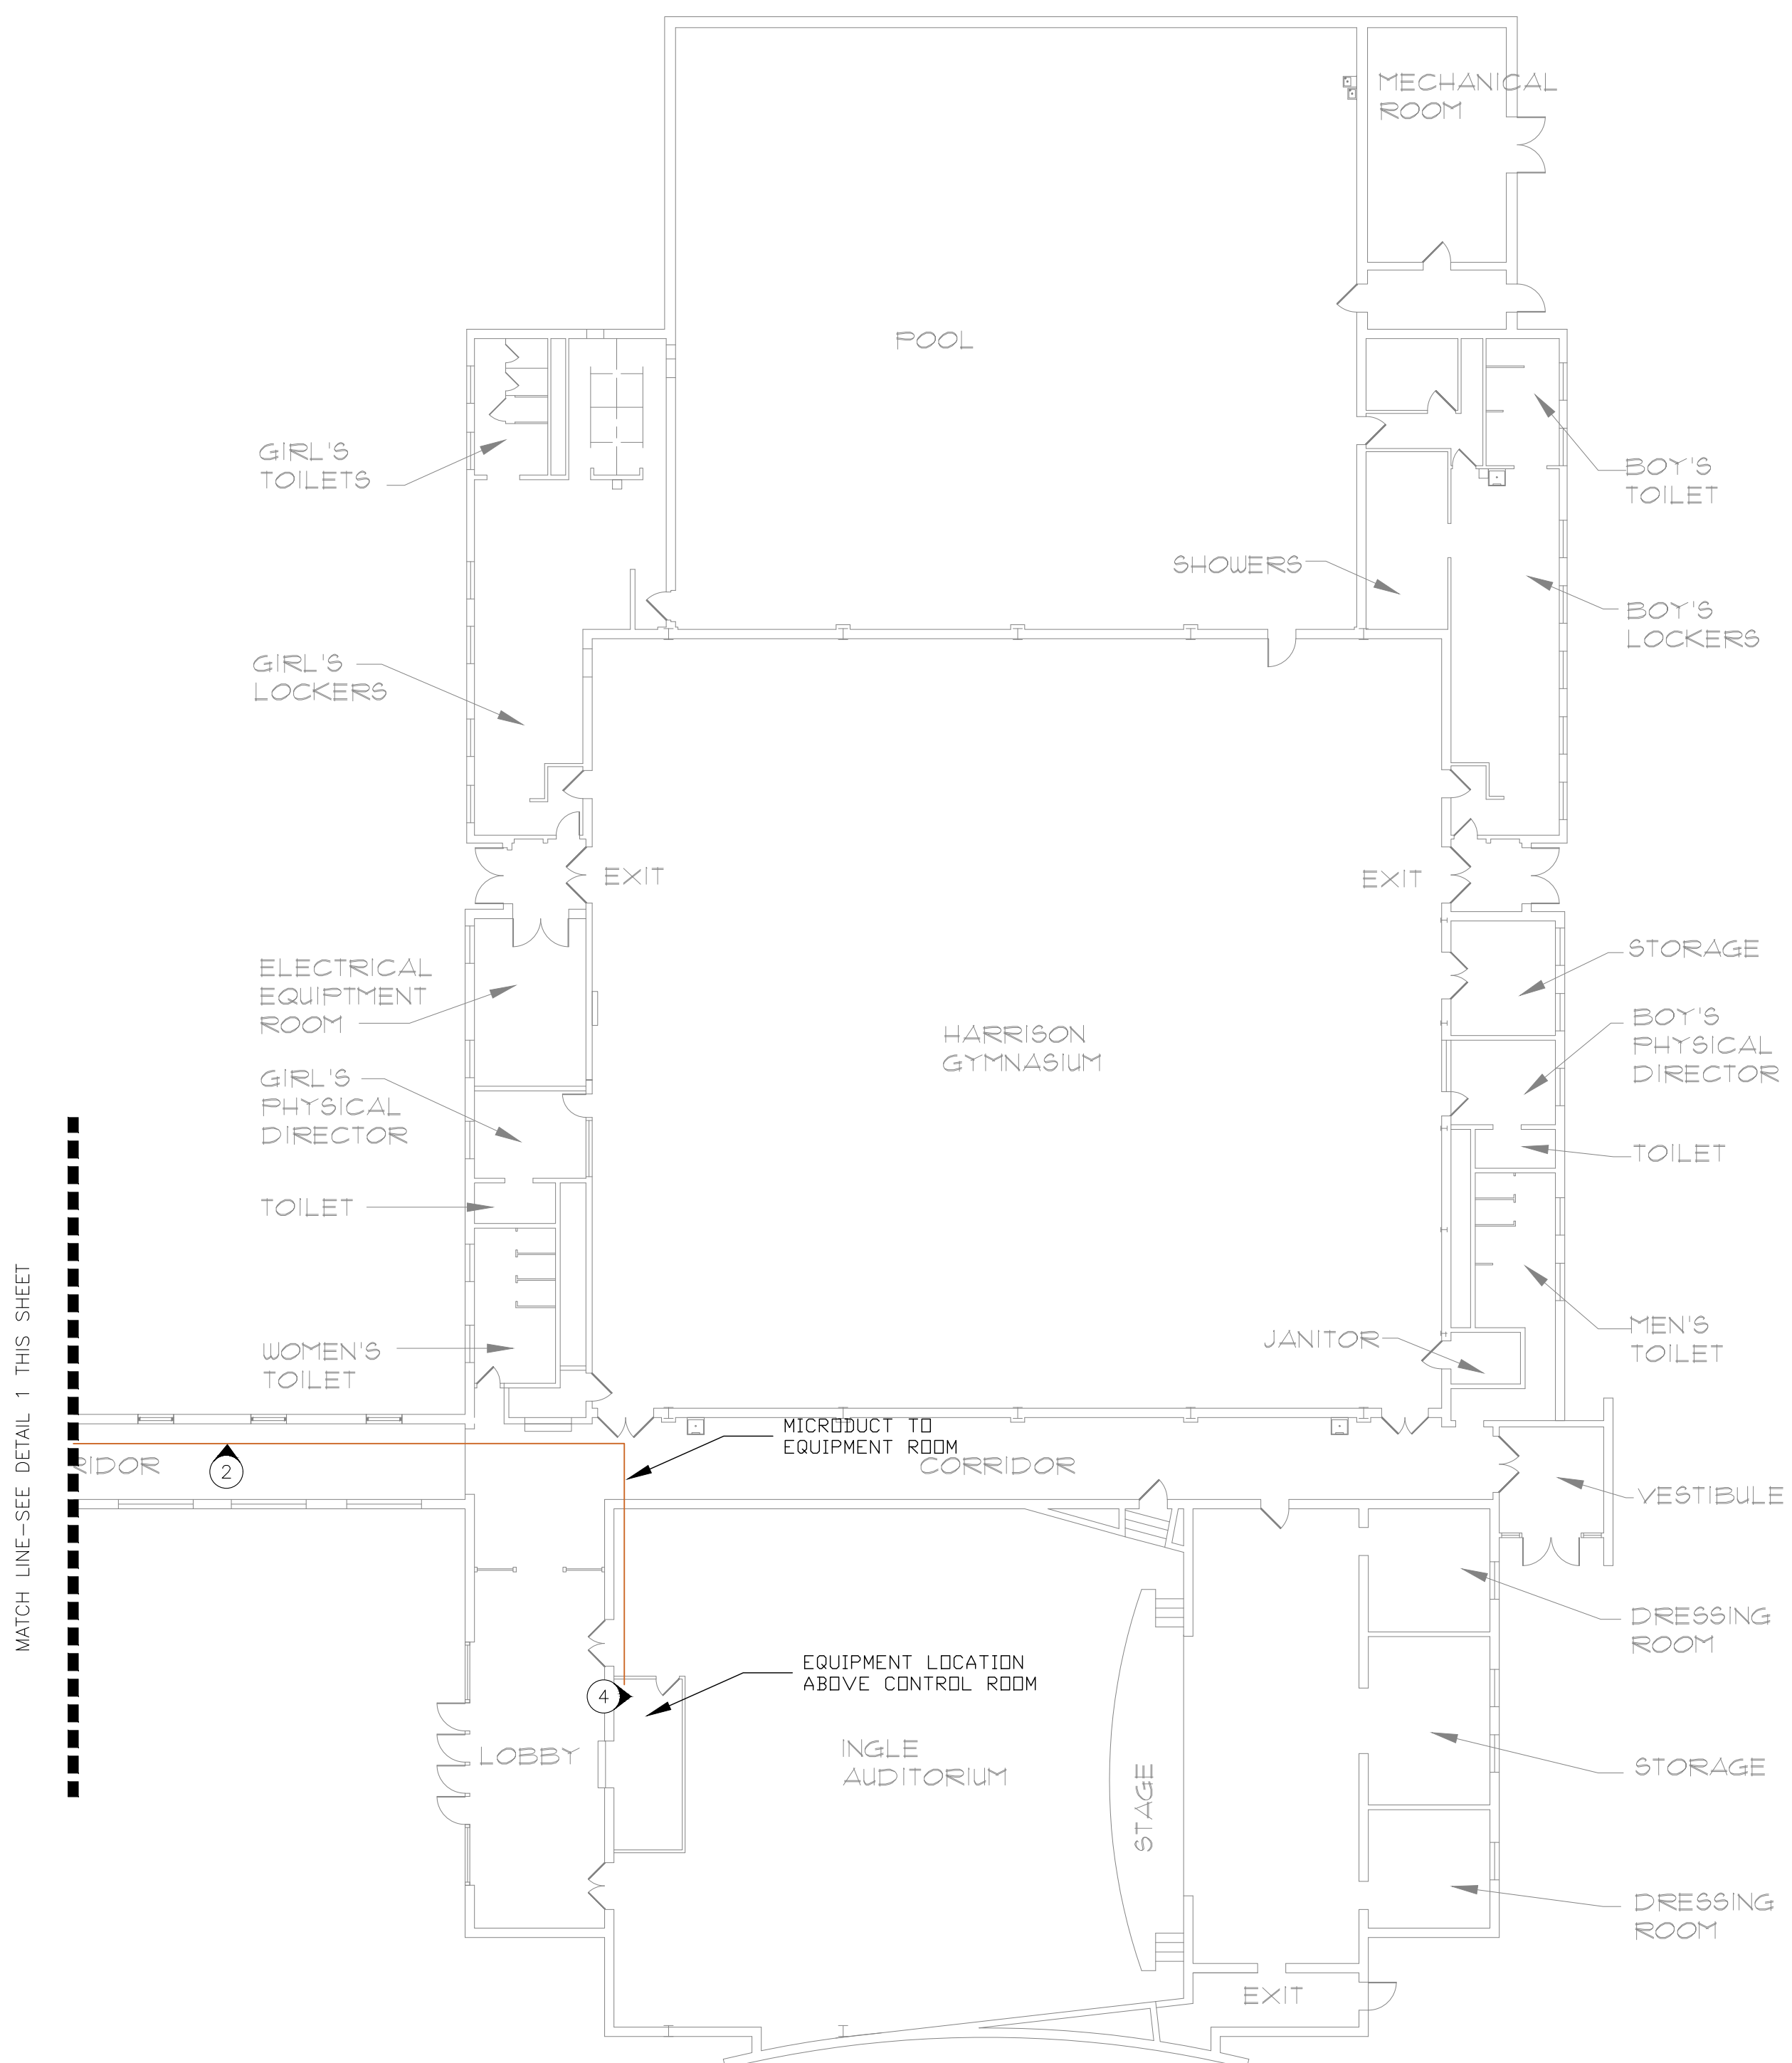 MECHANICAL
ROOM
POOL
GIRL'S
TOILETS
BOY'S
TOILET
SHOWERS
BOY'S
LOCKERS
GIRL'S
LOCKERS
EXIT
EXIT
STORAGE
ELECTRICAL
EQUIPTMENT
ROOM
HARRISON
GYMNASIUM
BOY'S
PHYSICAL
DIRECTOR
GIRL'S
PHYSICAL
DIRECTOR
TOILET
TOILET
MATCH LINE-SEE DETAIL 1 THIS SHEET
WOMEN'S
TOILET
JANITOR
MEN'S
TOILET
MICRODUCT TO
EQUIPMENT ROOM
RIDOR
2
CORRIDOR
VESTIBULE
DRESSING
ROOM
EQUIPMENT LOCATION
ABOVE CONTROL ROOM
4
LOBBY
INGLE
AUDITORIUM
STAGE
STORAGE
DRESSING
ROOM
EXIT